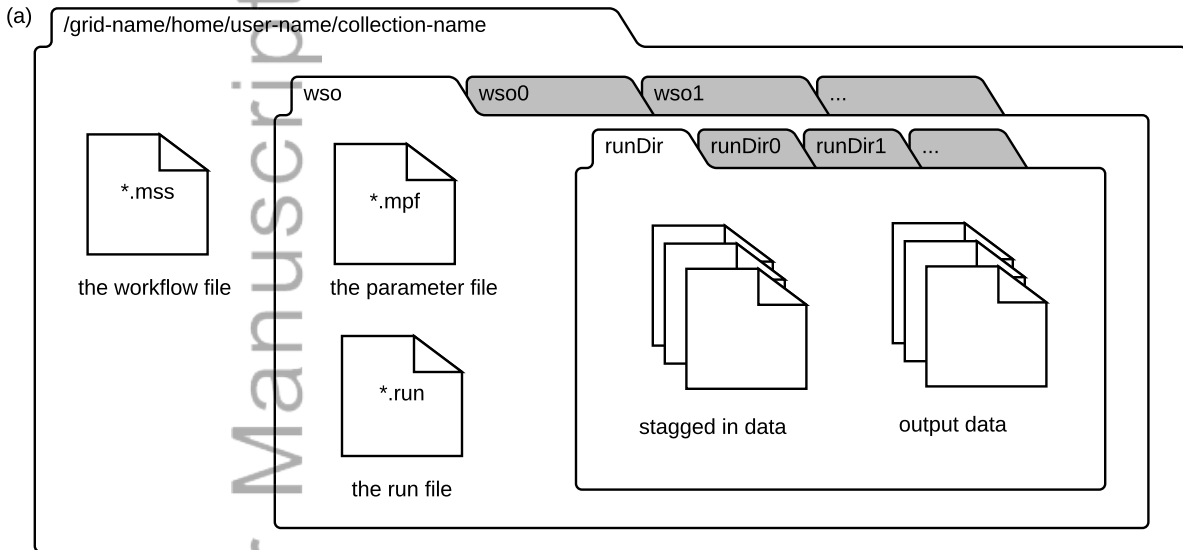 (a)
/grid-name/home/user-name/collection-name
wso
wso0
wso1
...
runDir
runDir0
runDir1
...
*.mss
the workflow file
*.mpf
the parameter file
*.run
the run file
stagged in data
output data
r Manuscript